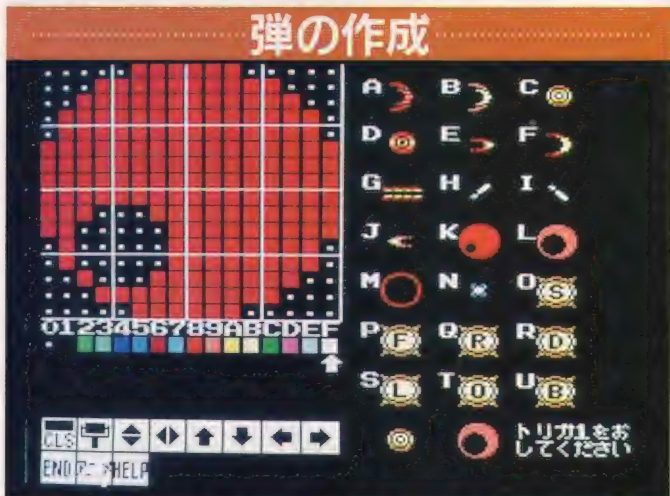 弾の作成
A B C
D E F
G H I
J K L
M N O S
P F Q R R D
S L T O U B
0123456789ABCDEF
CLS
END HELP
トリガ1をお
してください